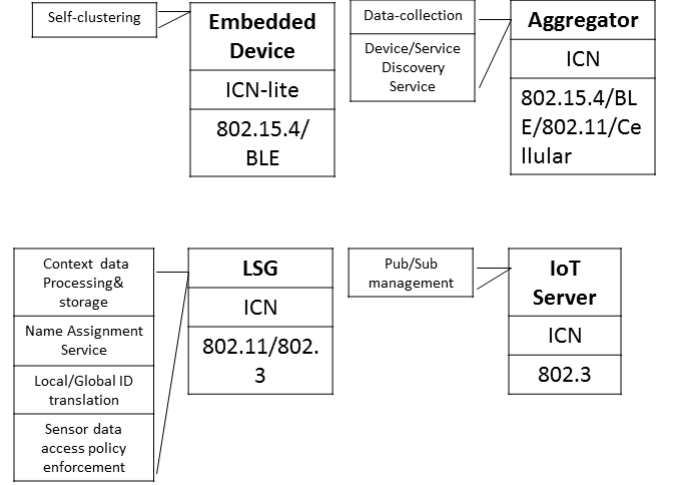 Self-clustering
Embedded
Device
ICN-lite
802.15.4/
BLE
Data-collection
Device/Service
Discovery
Service
Aggregator
ICN
802.15.4/BL
E/802.11/Ce
llular
Context data
Processing&
storage
Name Assignment
Service
Local/Global ID
translation
Sensor data
access policy
enforcement
LSG
ICN
802.11/802.
3
Pub/Sub
management
IoT
Server
ICN
802.3